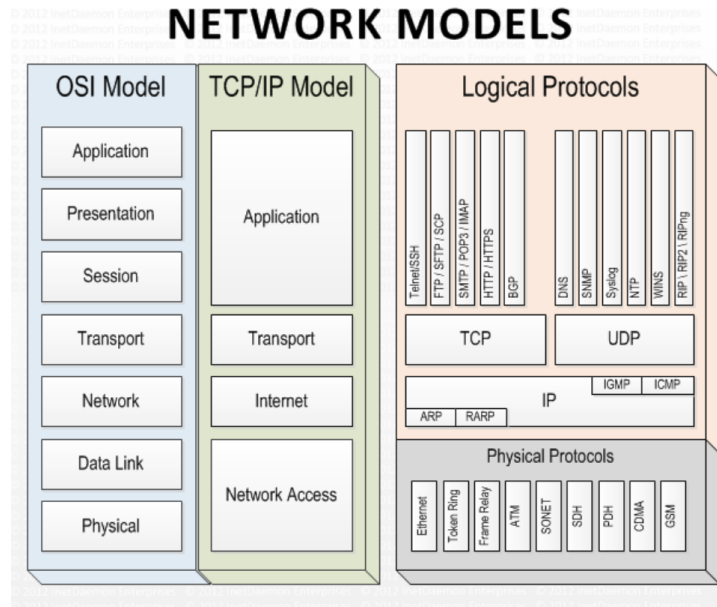 NETWORK MODELS
OSI Model
Application
Presentation
Session
Transport
Network
Data Link
Physical
TCP/IP Model
Application
Transport
Internet
Network Access
Logical Protocols
Telnet/SSH
FTP / SFTP / SCP
SMTP / POP3 / IMAP
HTTP / HTTPS
BGP
DNS
SNMP
Syslog
NTP
WINS
RIP \ RIP2 \ RIPng
TCP
UDP
IP
IGMP
ICMP
ARP
RARP
Physical Protocols
Ethernet
Token Ring
Frame Relay
ATM
SONET
SDH
PDH
CDMA
GSM
© 2012 InetDaemon Enterprises